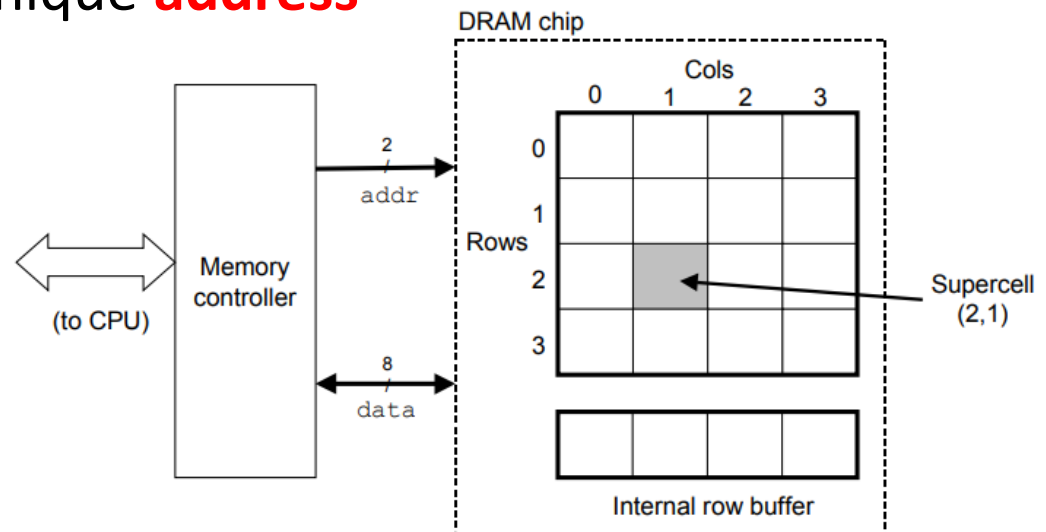 nique address
DRAM chip
Cols
0 1 2 3
0
1
Rows
2
3
2
addr
Memory
controller
(to CPU)
8
data
Supercell
(2,1)
Internal row buffer